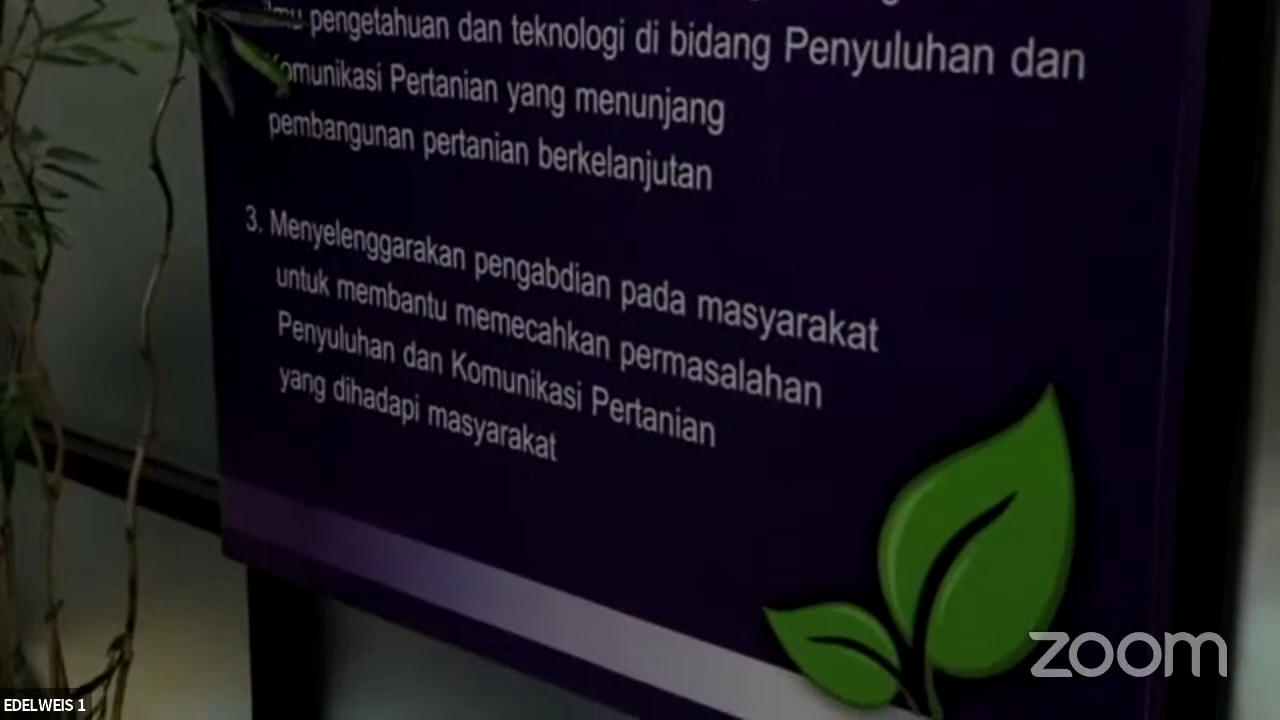 ilmu pengetahuan dan teknologi di bidang Penyuluhan dan
Komunikasi Pertanian yang menunjang
pembangunan pertanian berkelanjutan
3. Menyelenggarakan pengabdian pada masyarakat
untuk membantu memecahkan permasalahan
Penyuluhan dan Komunikasi Pertanian
yang dihadapi masyarakat
zoom
EDELWEIS 1